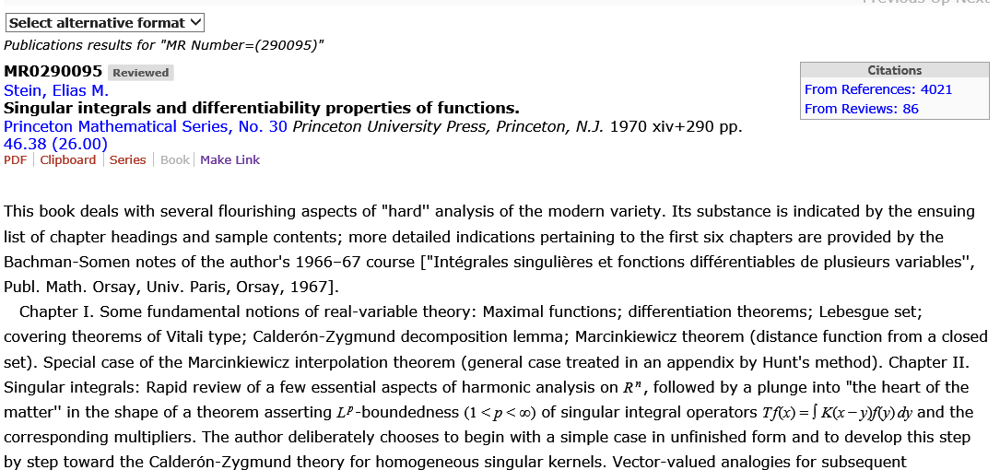 Previous Up Next
Select alternative format
Publications results for "MR Number=(290095)"
MR0290095 Reviewed
Stein, Elias M.
Singular integrals and differentiability properties of functions.
Princeton Mathematical Series, No. 30 Princeton University Press, Princeton, N.J. 1970 xiv+290 pp.
46.38 (26.00)
PDF Clipboard Series Book Make Link
Citations
From References: 4021
From Reviews: 86
This book deals with several flourishing aspects of "hard'' analysis of the modern variety. Its substance is indicated by the ensuing
list of chapter headings and sample contents; more detailed indications pertaining to the first six chapters are provided by the
Bachman-Somen notes of the author's 1966–67 course ["Intégrales singulières et fonctions différentiables de plusieurs variables'',
Publ. Math. Orsay, Univ. Paris, Orsay, 1967].
Chapter I. Some fundamental notions of real-variable theory: Maximal functions; differentiation theorems; Lebesgue set;
covering theorems of Vitali type; Calderón-Zygmund decomposition lemma; Marcinkiewicz theorem (distance function from a closed
set). Special case of the Marcinkiewicz interpolation theorem (general case treated in an appendix by Hunt's method). Chapter II.
Singular integrals: Rapid review of a few essential aspects of harmonic analysis on Rⁿ, followed by a plunge into "the heart of the
matter'' in the shape of a theorem asserting Lᵖ-boundedness (1<p<∞) of singular integral operators Tf(x)=∫ K(x−y)f(y) dy and the
corresponding multipliers. The author deliberately chooses to begin with a simple case in unfinished form and to develop this step
by step toward the Calderón-Zygmund theory for homogeneous singular kernels. Vector-valued analogies for subsequent